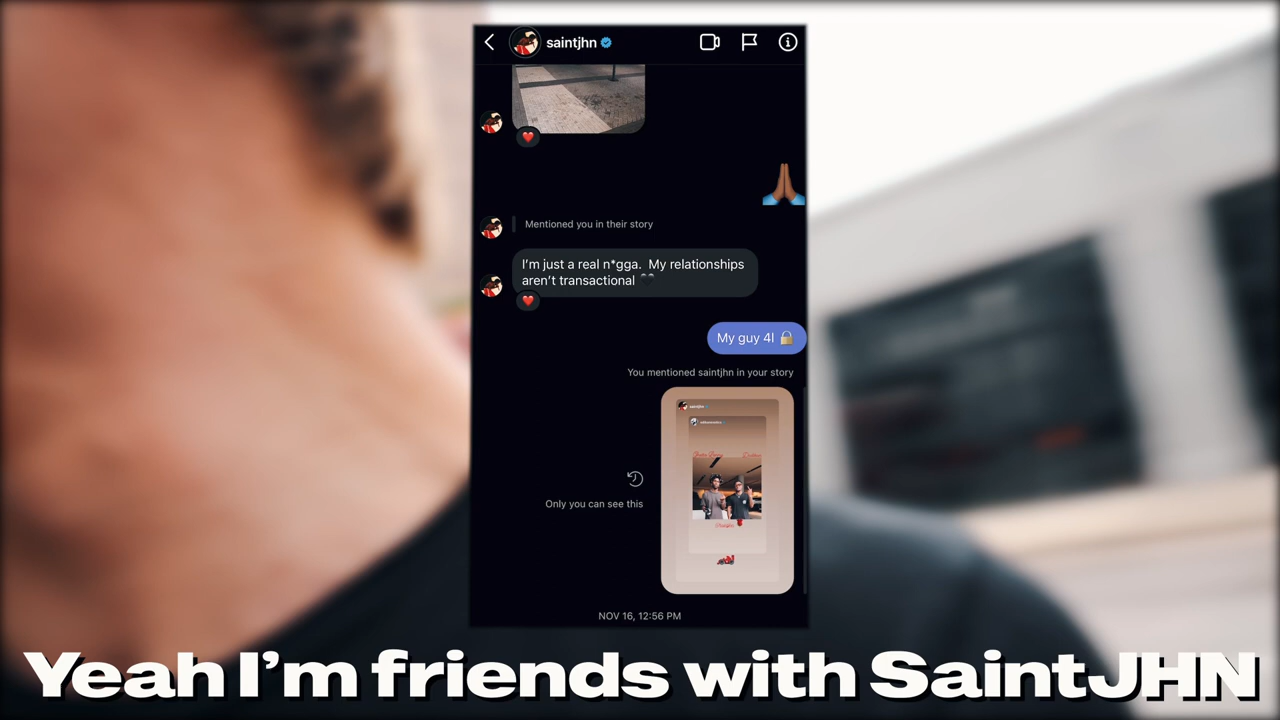 saintjhn
Mentioned you in their story
I'm just a real n*gga. My relationships
aren't transactional 🖤
My guy 4l 🔒
You mentioned saintjhn in your story
saintjhn
Only you can see this
NOV 16, 12:56 PM
Yeah I'm friends with SaintJHN